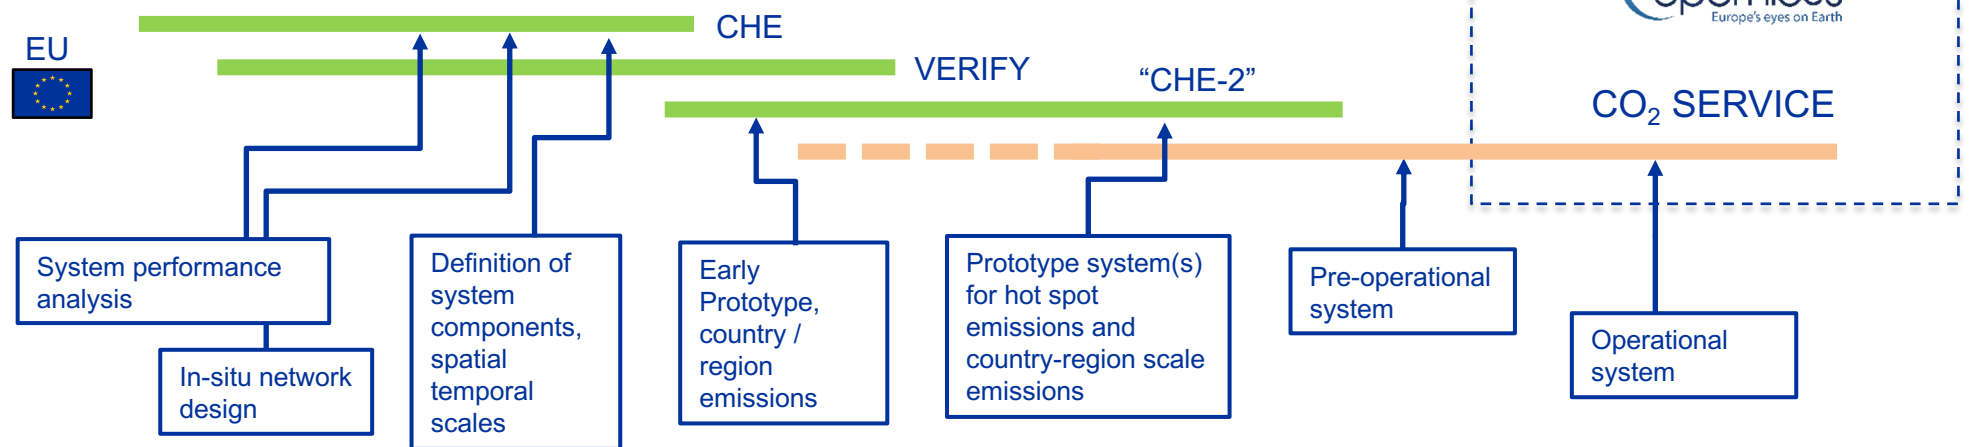 Europe's eyes on Earth
CHE
EU
VERIFY
“CHE-2”
CO₂ SERVICE
System performance
analysis
In-situ network
design
Definition of
system
components,
spatial
temporal
scales
Early
Prototype,
country /
region
emissions
Prototype system(s)
for hot spot
emissions and
country-region scale
emissions
Pre-operational
system
Operational
system